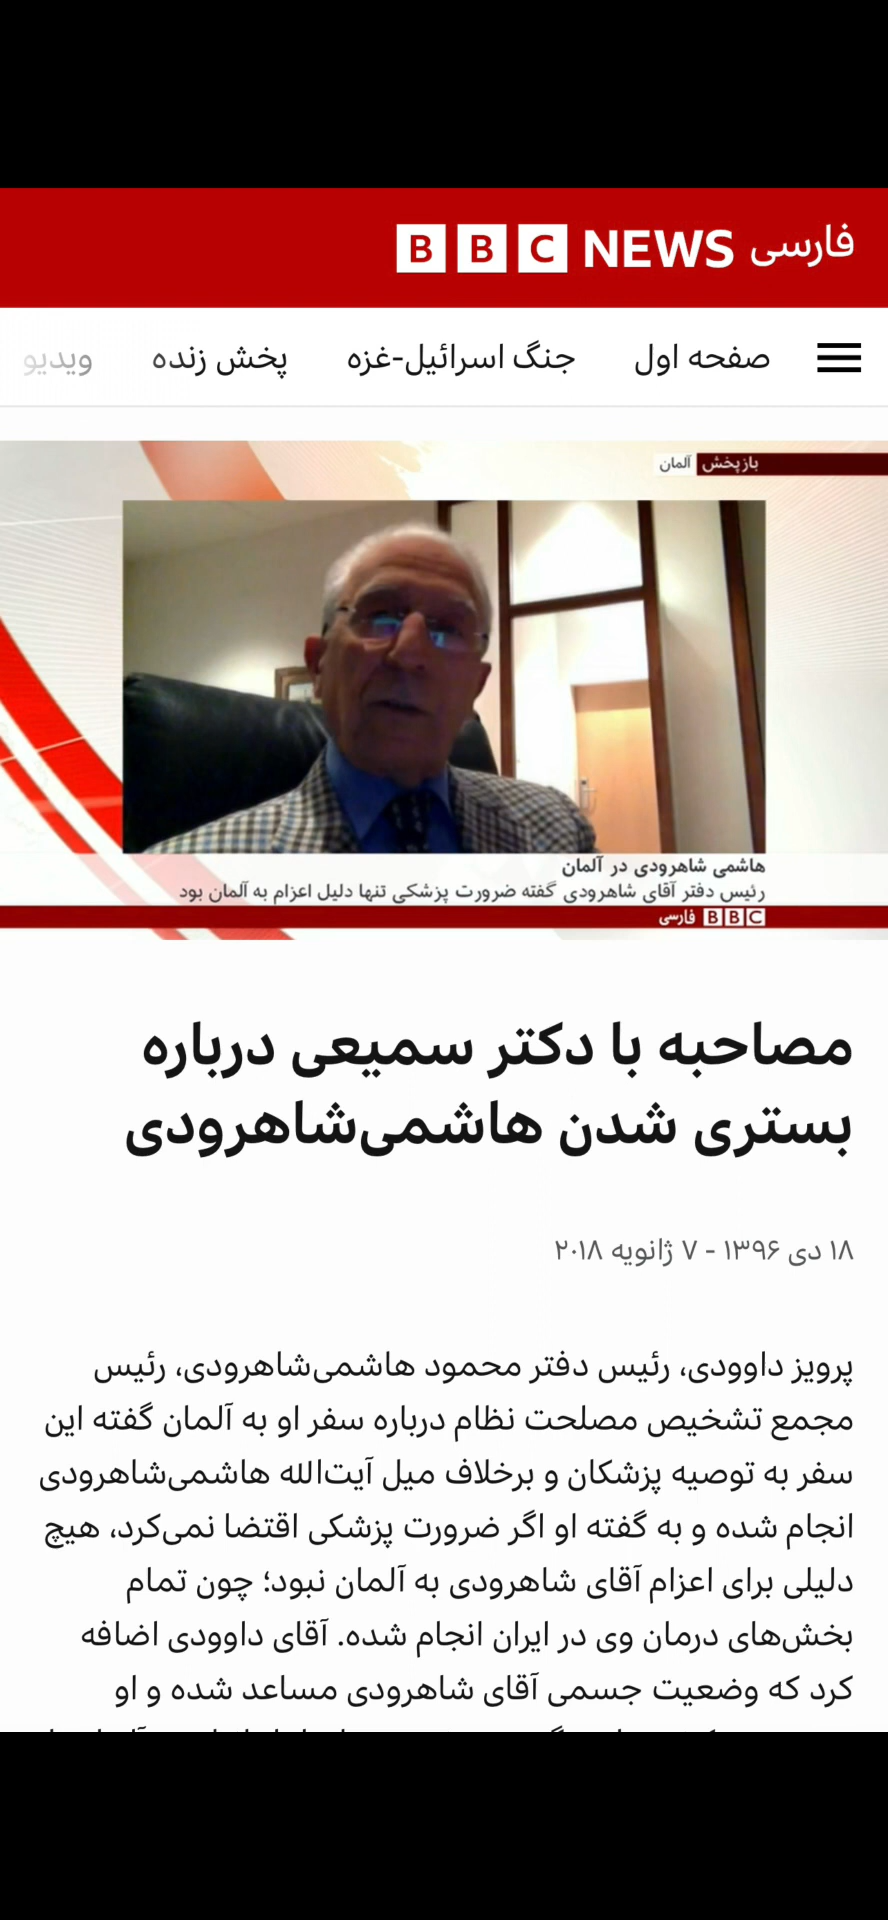 BBC NEWS فارسی
صفحه اول
جنگ اسرائیل-غزه
پخش زنده
ویدیو
بازپخش آلمان
هاشمی شاهرودی در آلمان
رئیس دفتر آقای شاهرودی گفته ضرورت پزشکی تنها دلیل اعزام به آلمان بود
BBC فارسی
مصاحبه با دکتر سمیعی درباره
بستری شدن هاشمی‌شاهرودی
۱۸ دی ۱۳۹۶ - ۷ ژانویه ۲۰۱۸
پرویز داوودی، رئیس دفتر محمود هاشمی‌شاهرودی، رئیس
مجمع تشخیص مصلحت نظام درباره سفر او به آلمان گفته این
سفر به توصیه پزشکان و برخلاف میل آیت‌الله هاشمی‌شاهرودی
انجام شده و به گفته او اگر ضرورت پزشکی اقتضا نمی‌کرد، هیچ
دلیلی برای اعزام آقای شاهرودی به آلمان نبود؛ چون تمام
بخش‌های درمان وی در ایران انجام شده. آقای داوودی اضافه
کرد که وضعیت جسمی آقای شاهرودی مساعد شده و او